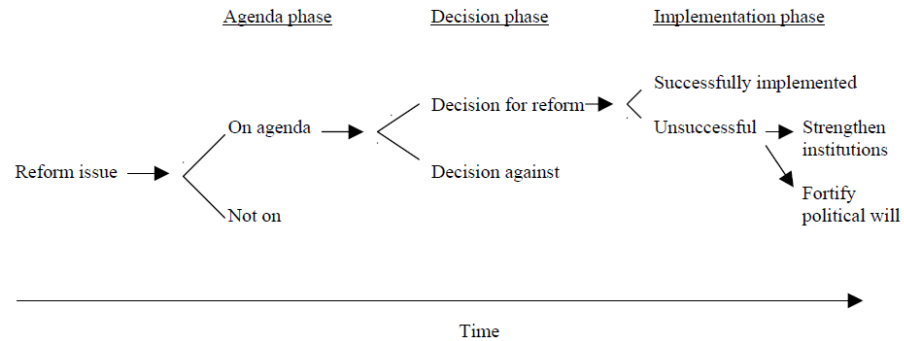 Agenda phase
Decision phase
Implementation phase
Successfully implemented
Decision for reform
On agenda
Unsuccessful
Strengthen
institutions
Reform issue
Decision against
Fortify
political will
Not on
Time